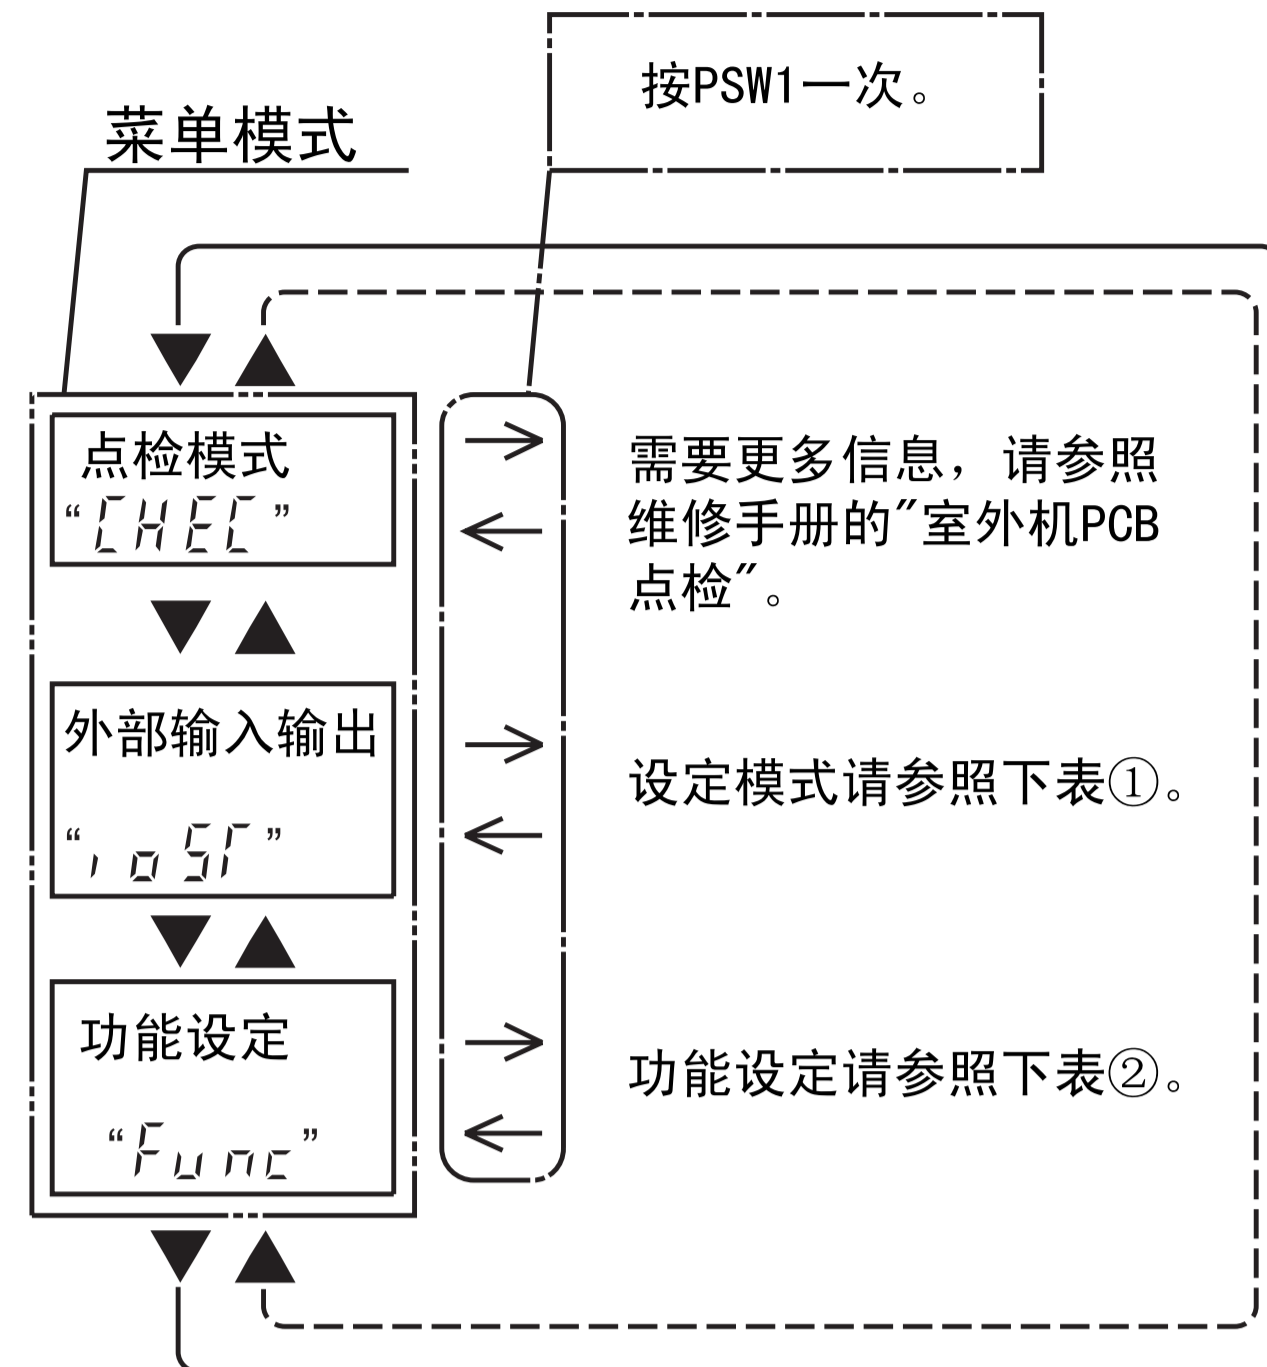 按PSW1一次。
菜单模式
点检模式
“CHEC”
需要更多信息，请参照
维修手册的"室外机PCB
点检"。
外部输入输出
“ioST”
设定模式请参照下表①。
功能设定
“Func”
功能设定请参照下表②。